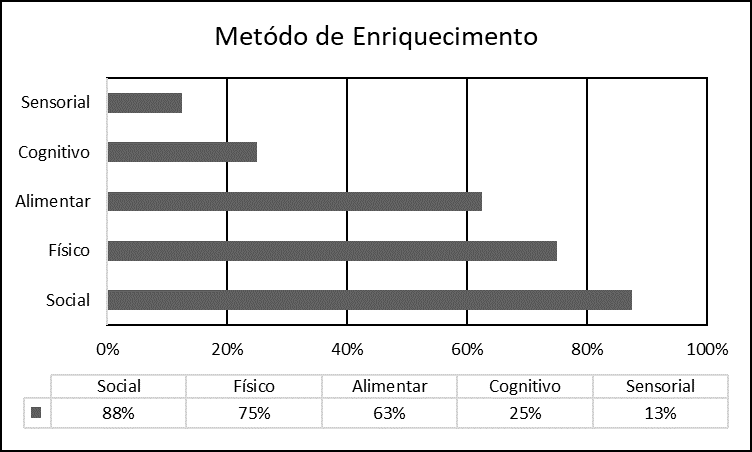 Metódo de Enriquecimento
Sensorial
Cognitivo
Alimentar
Físico
Social
0% 20% 40% 60% 80% 100%
Social Físico Alimentar Cognitivo Sensorial
88% 75% 63% 25% 13%